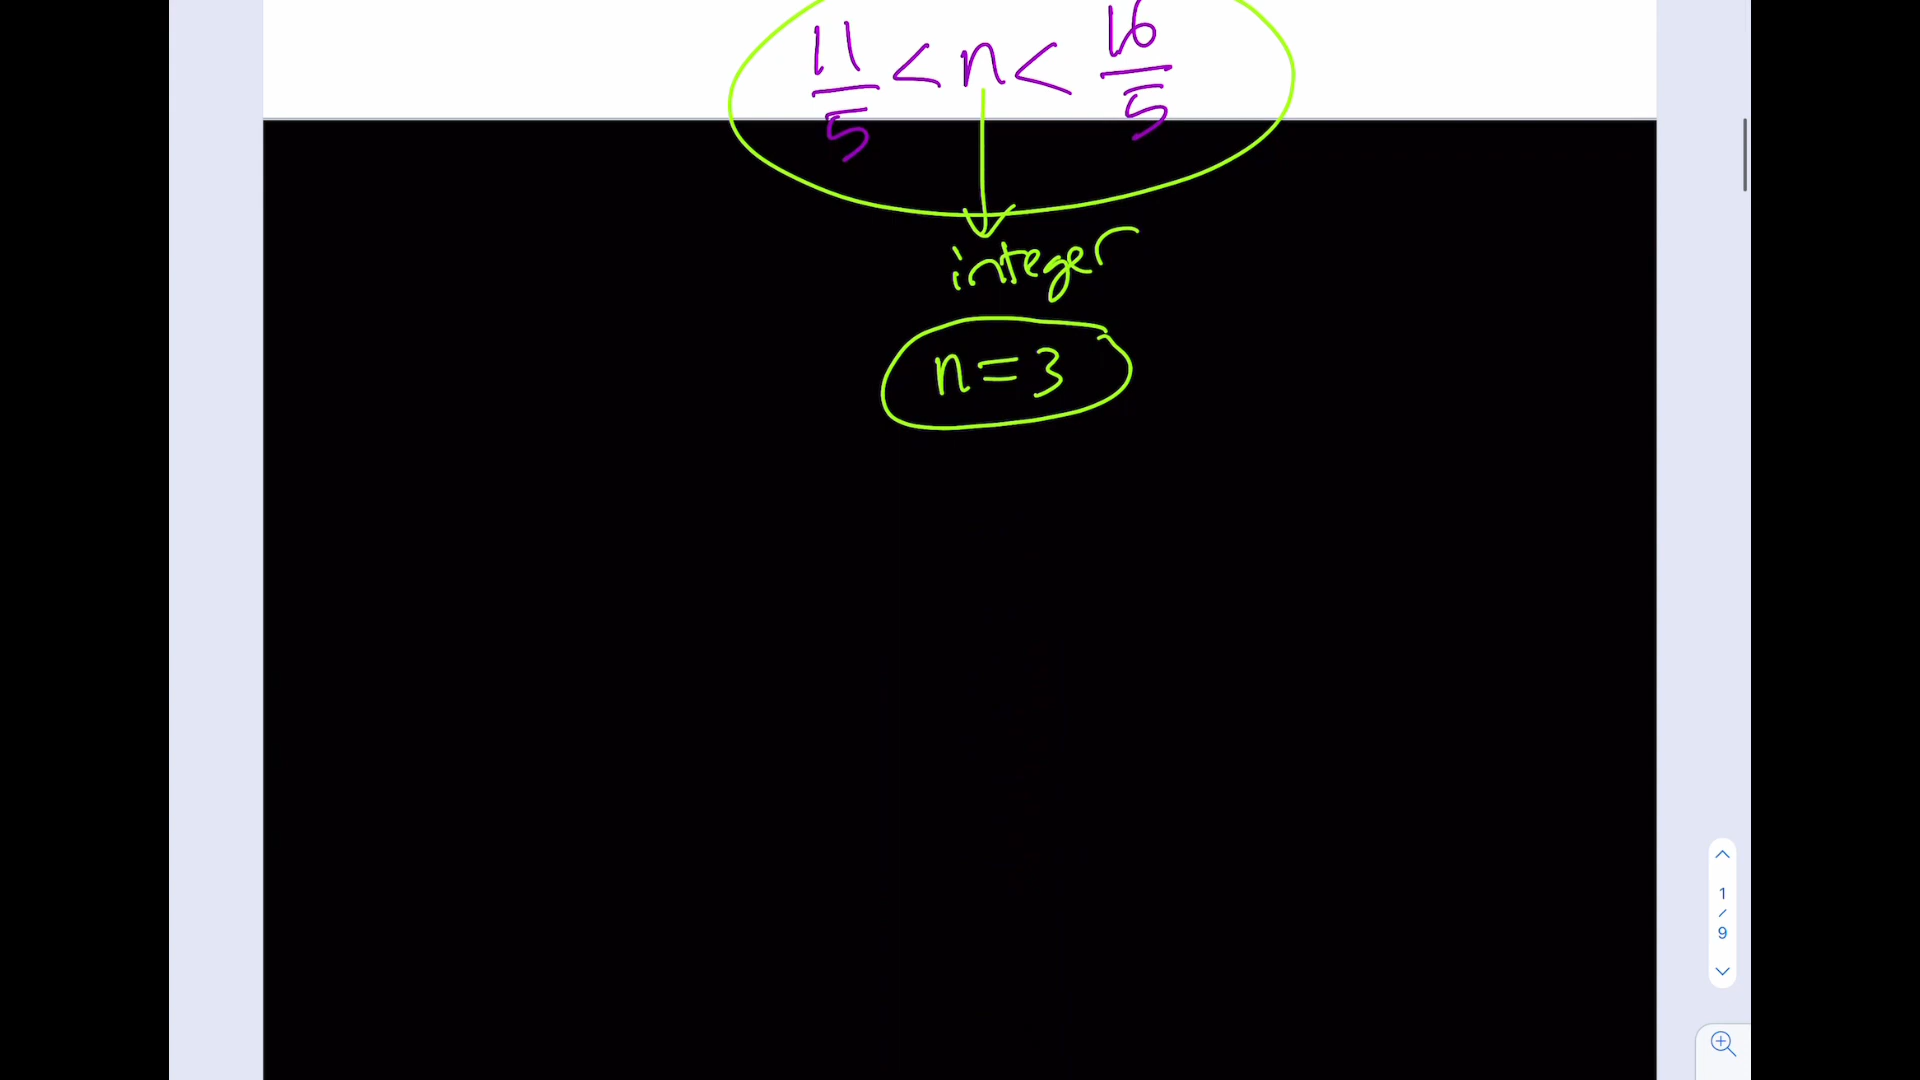 11/5 < n < 16/5
integer
n = 3
1
/
9